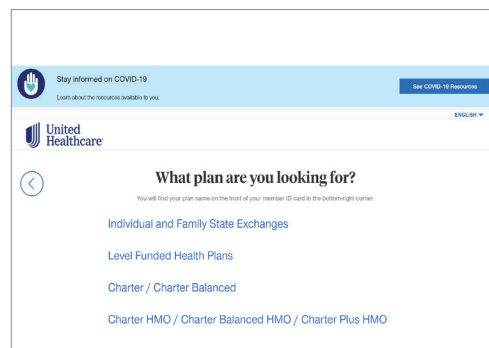 Stay informed on COVID-19
Learn about the resources available to you.
See COVID-19 Resources
ENGLISH
United
Healthcare
What plan are you looking for?
You will find your plan name on the front of your member ID card in the bottom-right corner.
Individual and Family State Exchanges
Level Funded Health Plans
Charter / Charter Balanced
Charter HMO / Charter Balanced HMO / Charter Plus HMO